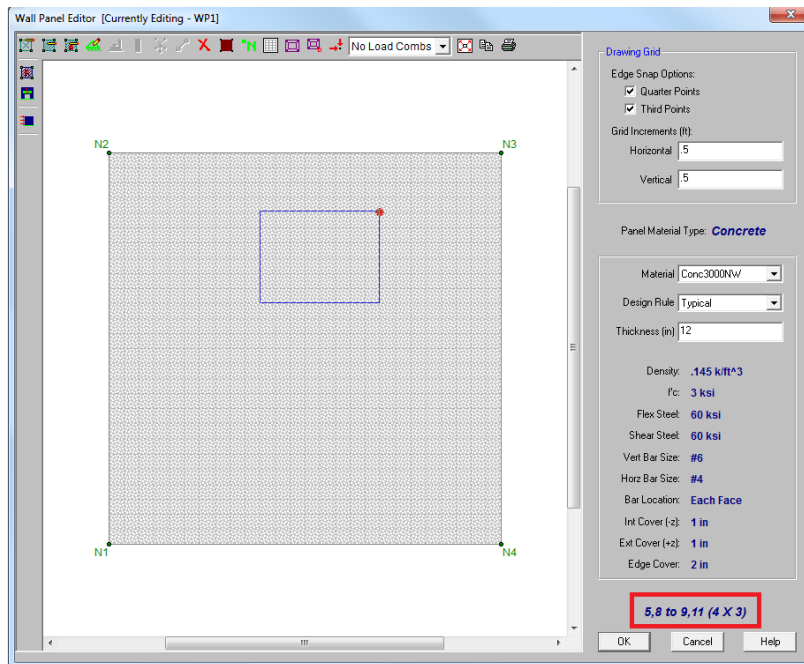 Wall Panel Editor [Currently Editing - WP1]
No Load Combs
Drawing Grid
Edge Snap Options:
Quarter Points
Third Points
Grid Increments (ft):
Horizontal .5
Vertical .5
Panel Material Type: Concrete
Material Conc3000NW
Design Rule Typical
Thickness (in) 12
Density: .145 k/ft^3
f'c: 3 ksi
Flex Steel: 60 ksi
Shear Steel: 60 ksi
Vert Bar Size: #6
Horz Bar Size: #4
Bar Location: Each Face
Int Cover (-z): 1 in
Ext Cover (+z): 1 in
Edge Cover: 2 in
5,8 to 9,11 (4 X 3)
OK Cancel Help
N2 N3
N1 N4